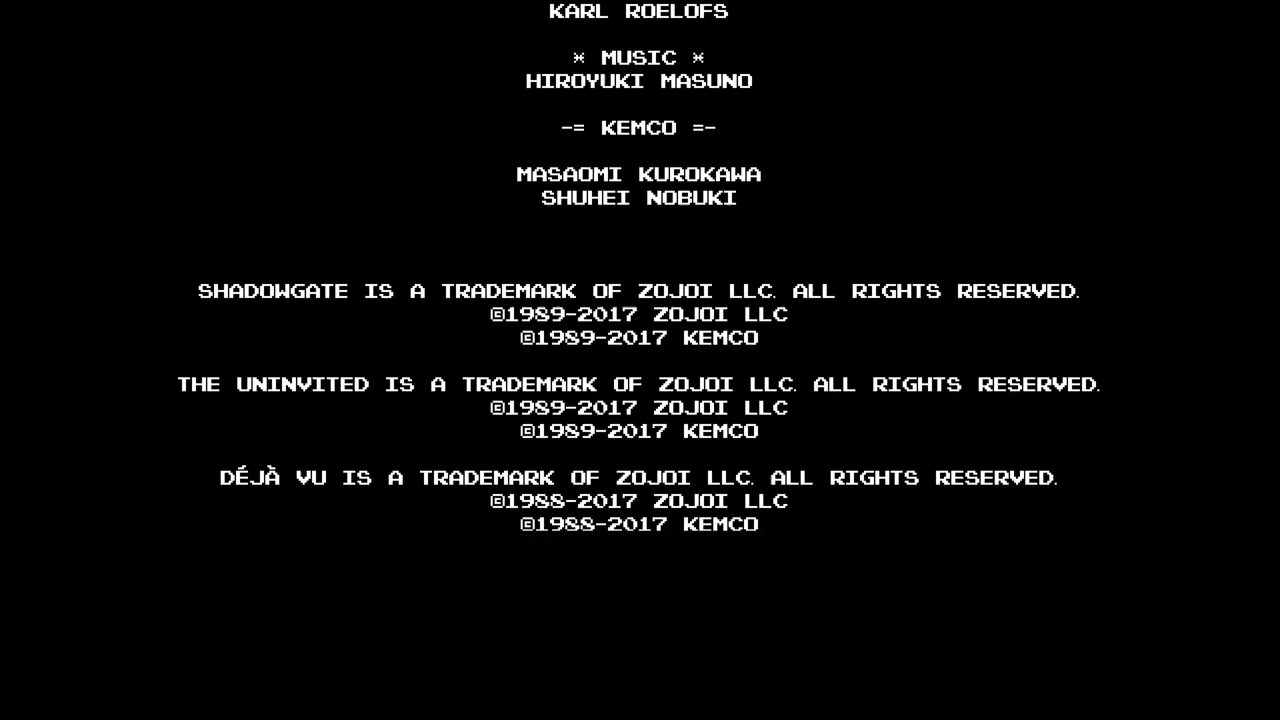 KARL ROELOFS
* MUSIC *
HIROYUKI MASUNO
-= KEMCO =-
MASAOMI KUROKAWA
SHUHEI NOBUKI
SHADOWGATE IS A TRADEMARK OF ZOJOI LLC. ALL RIGHTS RESERVED.
©1989-2017 ZOJOI LLC
©1989-2017 KEMCO
THE UNINVITED IS A TRADEMARK OF ZOJOI LLC. ALL RIGHTS RESERVED.
©1989-2017 ZOJOI LLC
©1989-2017 KEMCO
DÉJÀ VU IS A TRADEMARK OF ZOJOI LLC. ALL RIGHTS RESERVED.
©1988-2017 ZOJOI LLC
©1988-2017 KEMCO